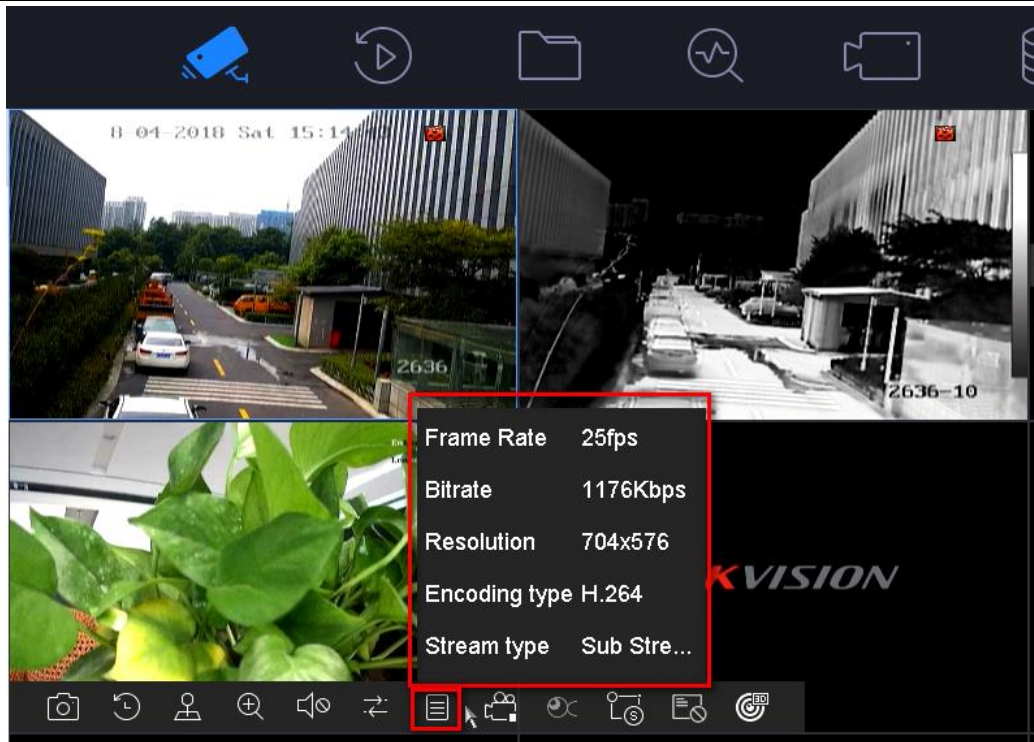 8-04-2018 Sat 15:14
2636
2636-10
Frame Rate 25fps
Bitrate 1176Kbps
Resolution 704x576
Encoding type H.264
Stream type Sub Stre...
KVISION
S
3D